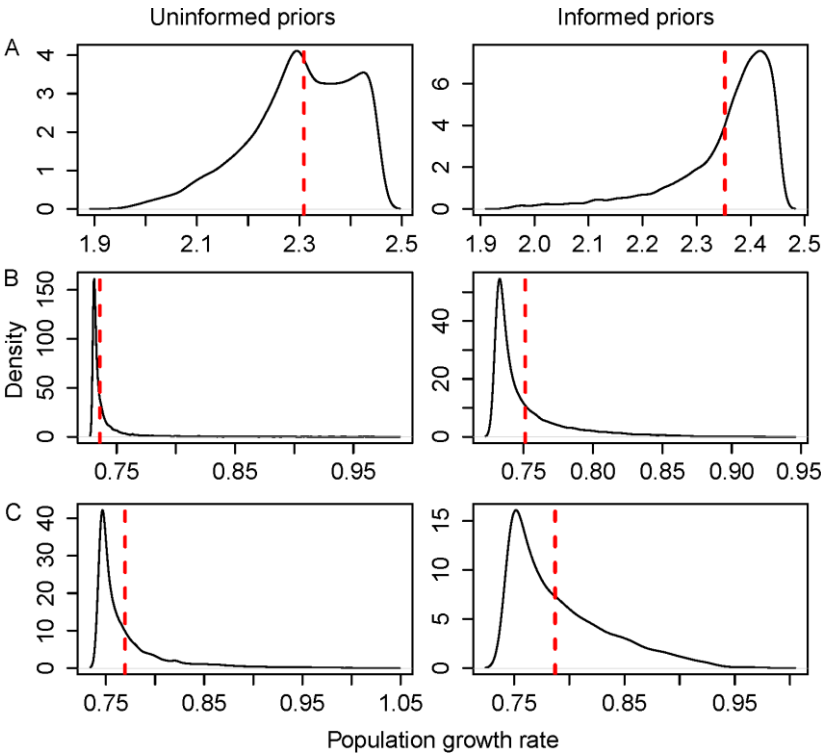 Uninformed priors Informed priors
A
4
3
2
1
0
1.9 2.1 2.3 2.5
6
4
2
0
1.9 2.0 2.1 2.2 2.3 2.4 2.5
B
Density
150
100
50
0
0.75 0.85 0.95
40
20
0
0.75 0.80 0.85 0.90 0.95
C
40
30
20
10
0
0.75 0.85 0.95 1.05
15
10
5
0
0.75 0.85 0.95
Population growth rate